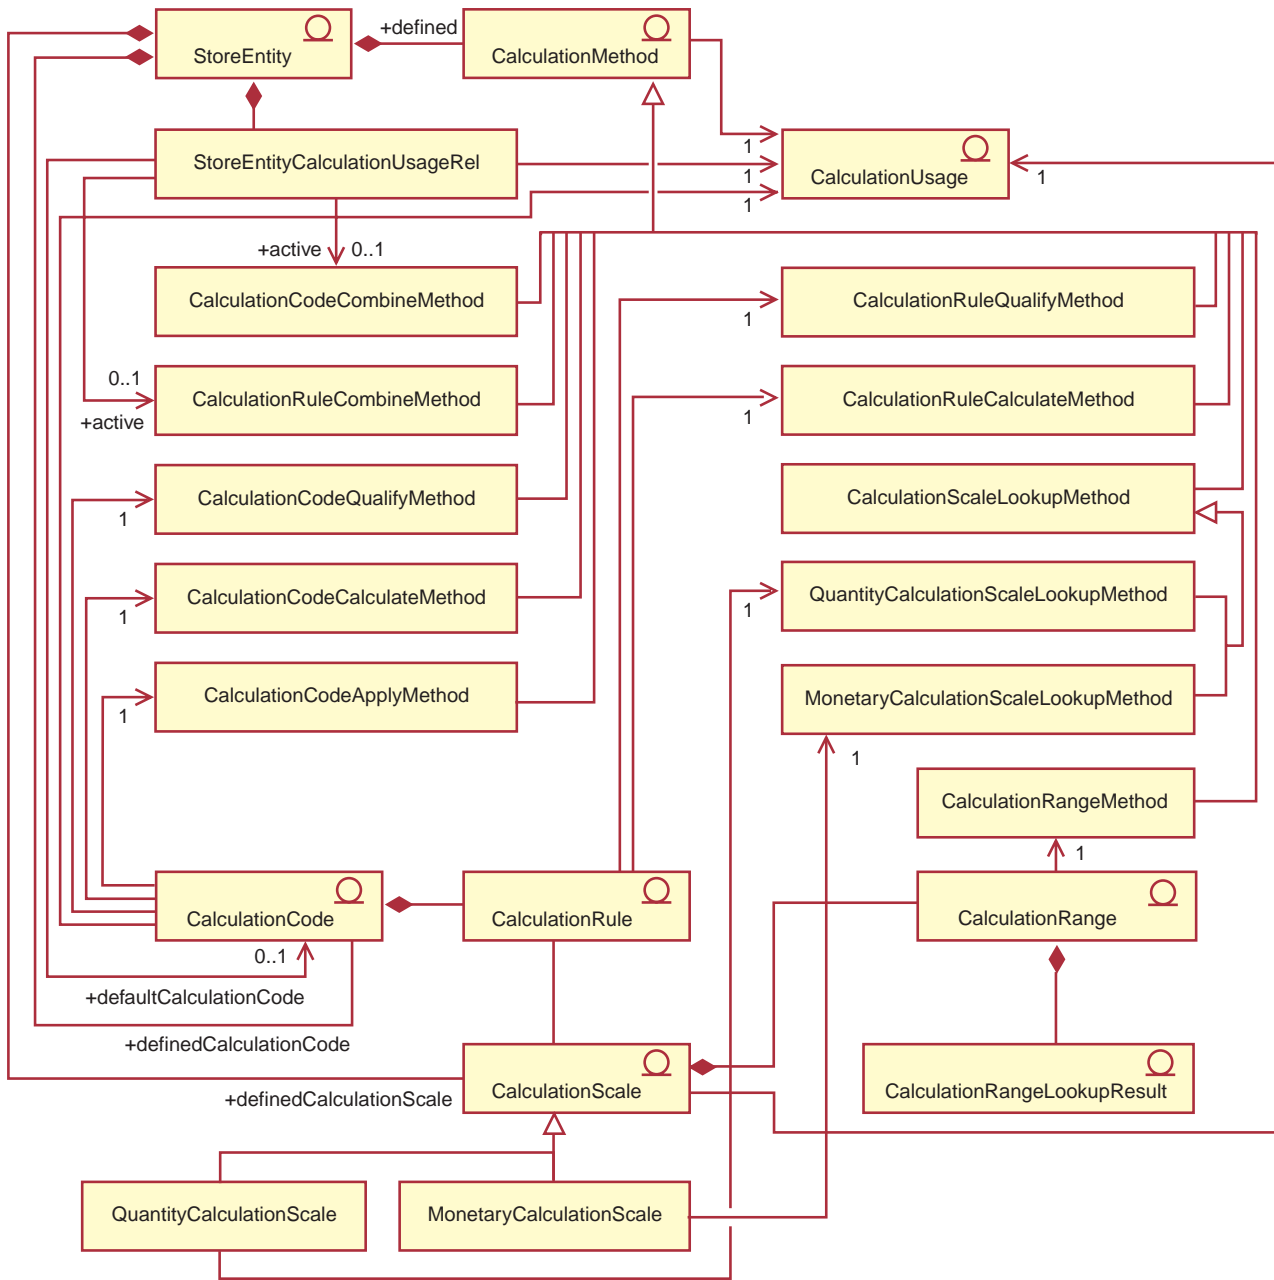 +defined
StoreEntity
CalculationMethod
1
StoreEntityCalculationUsageRel
1
CalculationUsage
1
1
+active
0..1
CalculationCodeCombineMethod
CalculationRuleQualifyMethod
1
0..1
CalculationRuleCombineMethod
CalculationRuleCalculateMethod
1
+active
CalculationCodeQualifyMethod
CalculationScaleLookupMethod
1
CalculationCodeCalculateMethod
QuantityCalculationScaleLookupMethod
1
1
CalculationCodeApplyMethod
MonetaryCalculationScaleLookupMethod
1
1
CalculationRangeMethod
1
CalculationCode
CalculationRule
CalculationRange
0..1
+defaultCalculationCode
+definedCalculationCode
CalculationScale
CalculationRangeLookupResult
+definedCalculationScale
QuantityCalculationScale
MonetaryCalculationScale